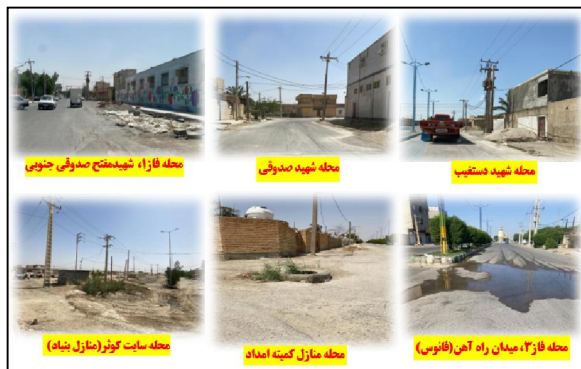 محله شهید دستغیب
محله شهید صدوقی
محله فاز۱، شهیدمفتح صدوقی جنوبی
محله فاز۳، میدان راه آهن(فانوس)
محله منازل کمیته امداد
محله سایت کوثر(منازل بنیاد)